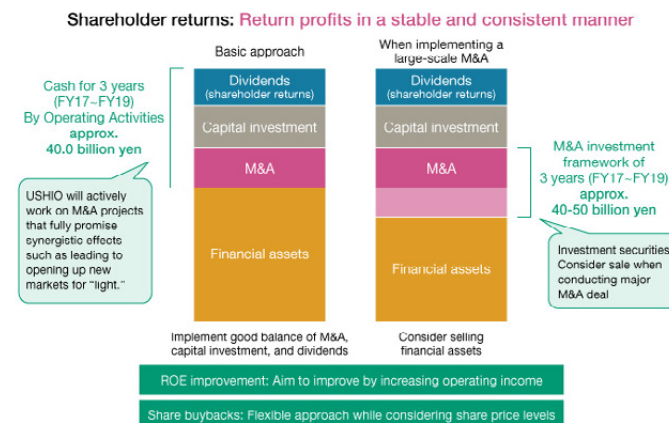 Shareholder returns: Return profits in a stable and consistent manner
Basic approach
When implementing a
large-scale M&A
Cash for 3 years
(FY17~FY19)
By Operating Activities
approx.
40.0 billion yen
Dividends
(shareholder returns)
Capital investment
M&A
Financial assets
Dividends
(shareholder returns)
Capital investment
M&A
Financial assets
M&A investment
framework of
3 years (FY17~FY19)
approx.
40-50 billion yen
USHIO will actively
work on M&A projects
that fully promise
synergistic effects
such as leading to
opening up new
markets for “light.”
Investment securities
Consider sale when
conducting major
M&A deal
Implement good balance of M&A,
capital investment, and dividends
Consider selling
financial assets
ROE improvement: Aim to improve by increasing operating income
Share buybacks: Flexible approach while considering share price levels